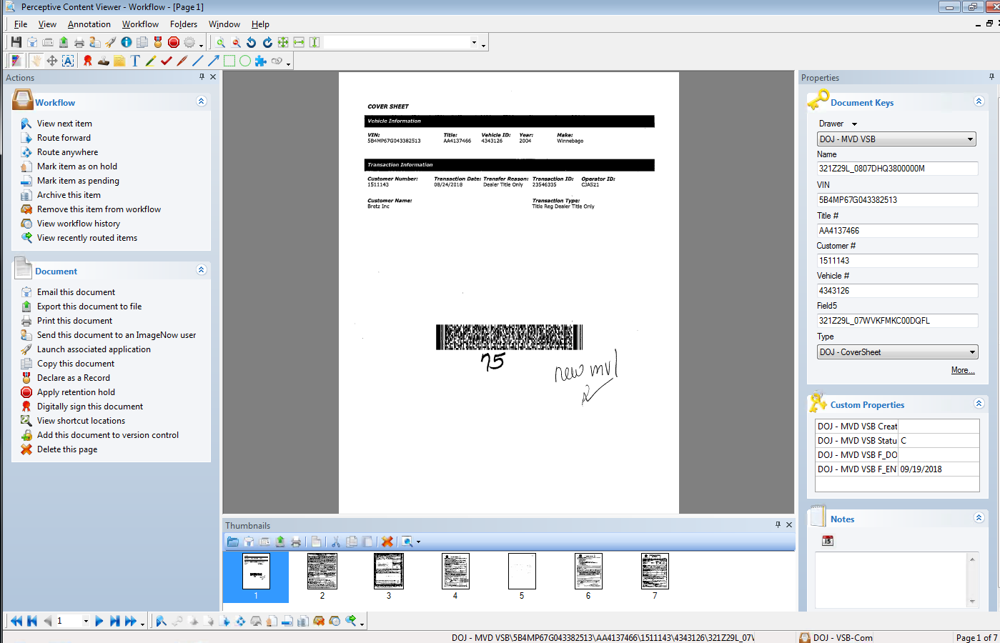 Perceptive Content Viewer - Workflow - [Page 1]
File View Annotation Workflow Folders Window Help
Actions
Workflow
View next item
Route forward
Route anywhere
Mark item as on hold
Mark item as pending
Archive this item
Remove this item from workflow
View workflow history
View recently routed items
Document
Email this document
Export this document to file
Print this document
Send this document to an ImageNow user
Launch associated application
Copy this document
Declare as a Record
Apply retention hold
Digitally sign this document
View shortcut locations
Add this document to version control
Delete this page
COVER SHEET
Vehicle Information
VIN: Title: Vehicle ID: Year: Make:
5B4MP67G043382513 AA4137466 4343126 2004 Winnebago
Transaction Information
Customer Number: Transaction Date: Transfer Reason: Transaction ID: Operator ID:
1511143 08/24/2018 Dealer Title Only 23546335 CJA521
Customer Name: Transaction Type:
Bretz Inc Title Reg Dealer Title Only
75
new mvl
Thumbnails
1 2 3 4 5 6 7
Properties
Document Keys
Drawer
DOJ - MVD VSB
Name
321Z29L_0807DHQ3800000M
VIN
5B4MP67G043382513
Title #
AA4137466
Customer #
1511143
Vehicle #
4343126
Field5
321Z29L_07WVKFMKC00DQFL
Type
DOJ - CoverSheet
More...
Custom Properties
DOJ - MVD VSB Creat
DOJ - MVD VSB Statu C
DOJ - MVD VSB F_DO
DOJ - MVD VSB F_EN 09/19/2018
Notes
15
1
DOJ - MVD VSB\5B4MP67G043382513\AA4137466\1511143\4343126\321Z29L_07 DOJ - VSB-Com Page 1 of 7